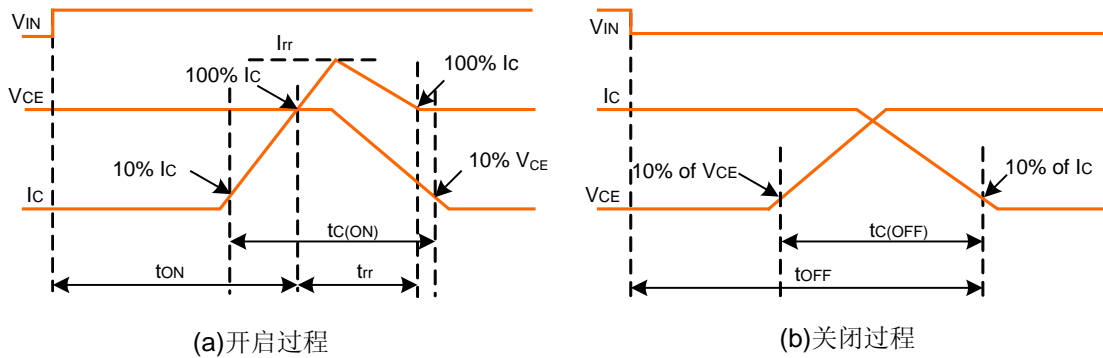 VIN
Irr
100% IC
100% IC
VCE
10% IC
10% VCE
IC
tC(ON)
tON
trr
(a)开启过程
VIN
IC
10% of VCE
10% of IC
VCE
tC(OFF)
tOFF
(b)关闭过程